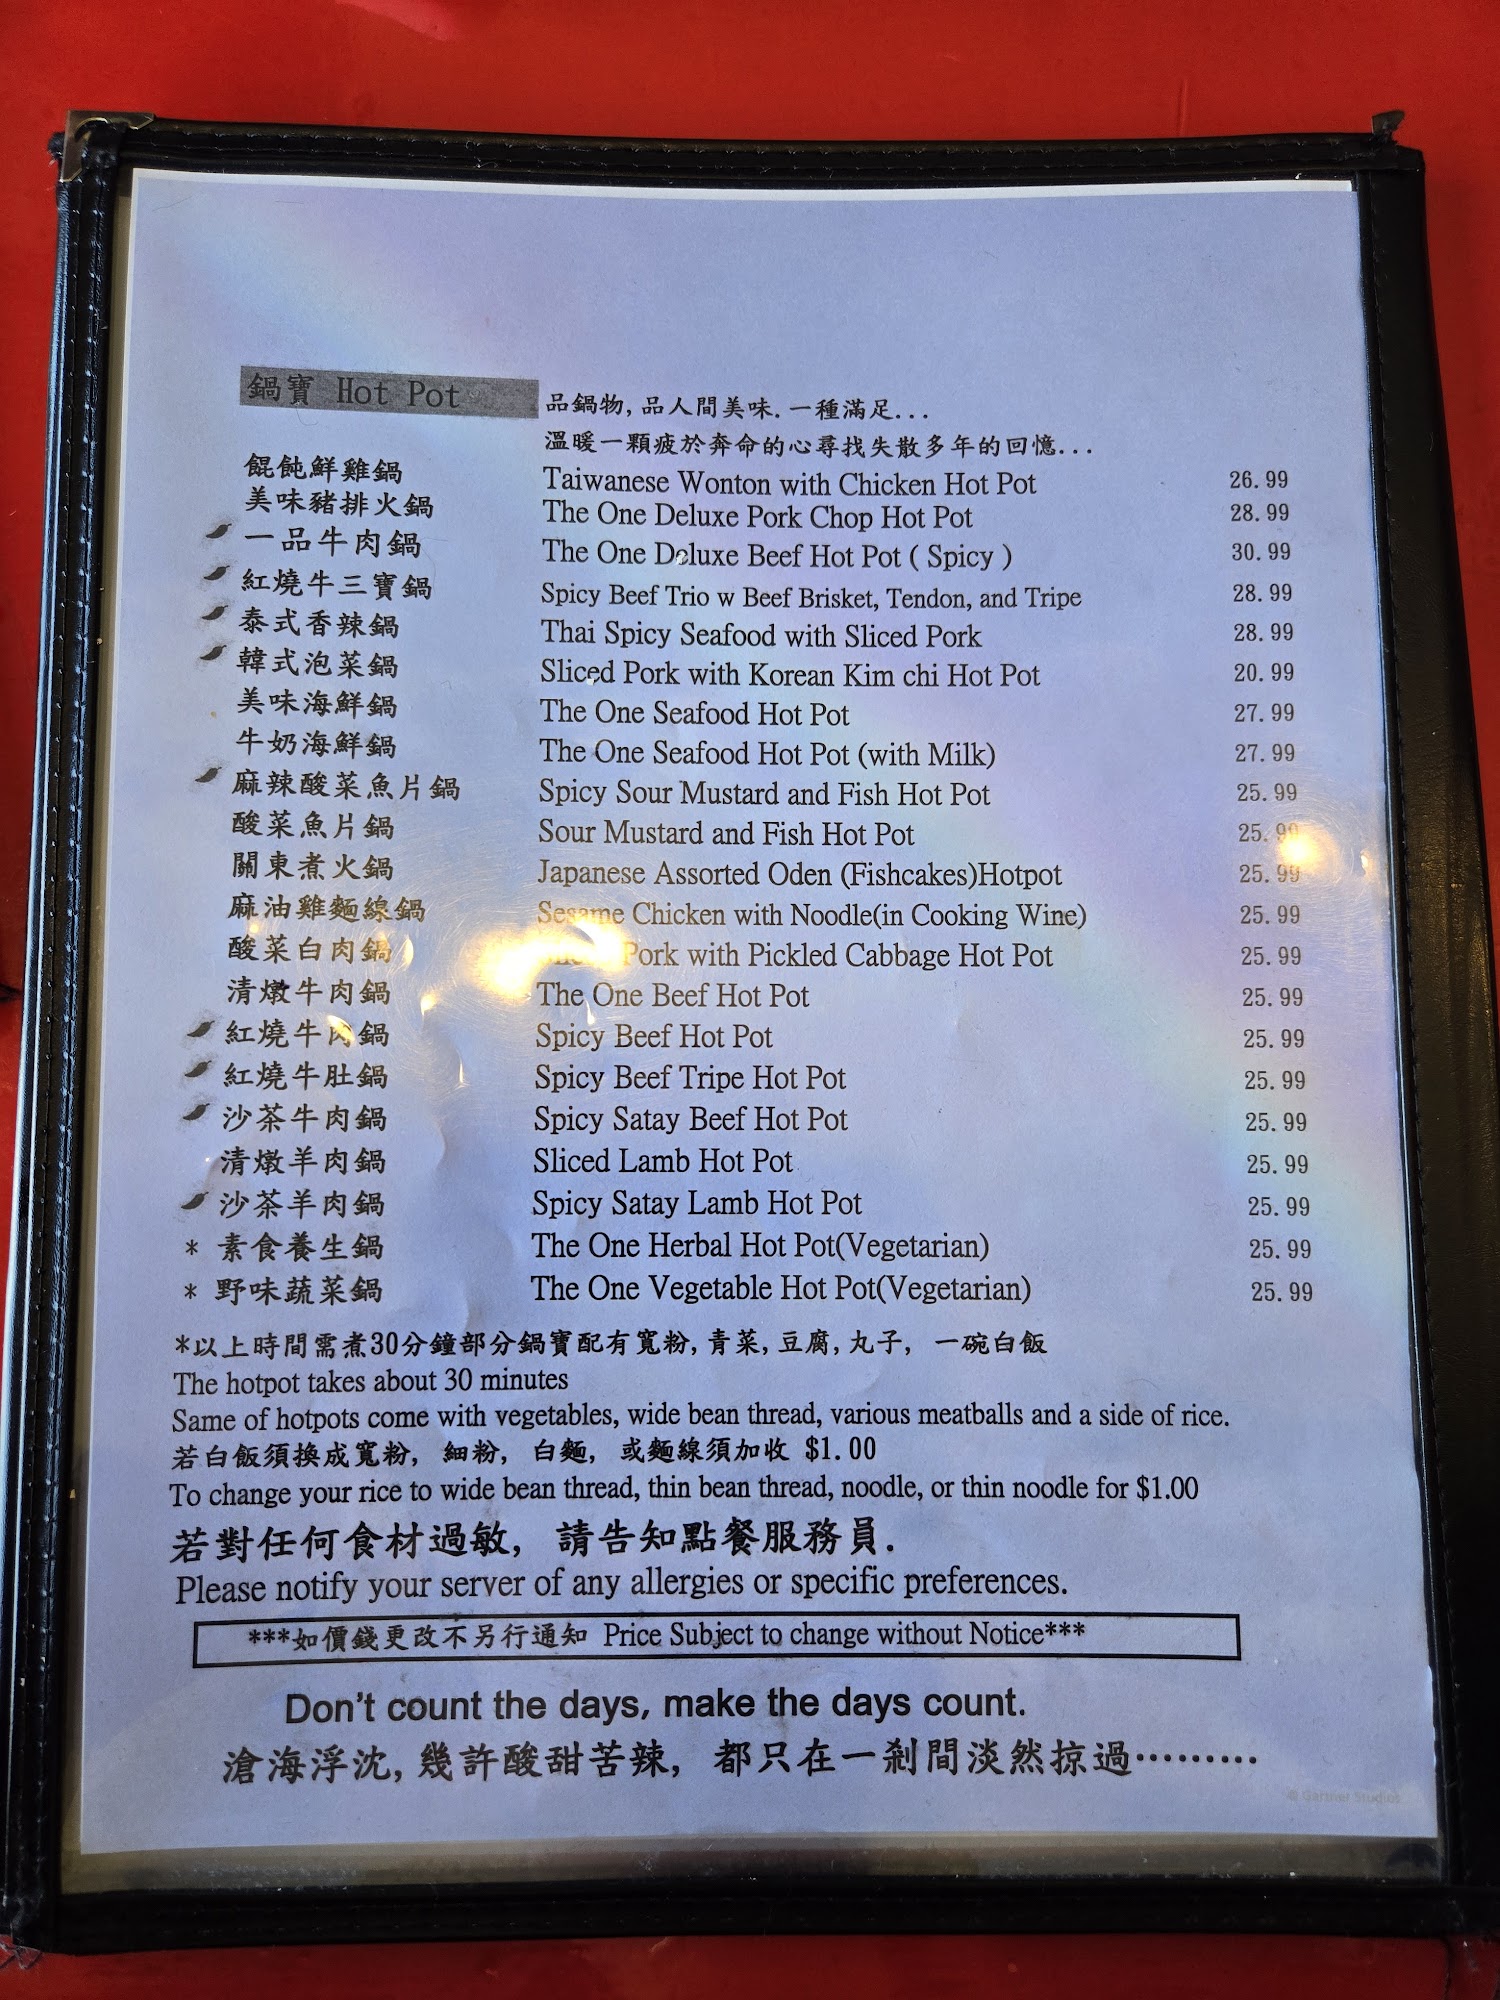 鍋寶 Hot Pot
品鍋物,品人間美味.一種滿足...
溫暖一顆疲於奔命的心尋找失散多年的回憶...
餛飩鮮雞鍋 Taiwanese Wonton with Chicken Hot Pot 26.99
美味豬排火鍋 The One Deluxe Pork Chop Hot Pot 28.99
一品牛肉鍋 The One Deluxe Beef Hot Pot ( Spicy ) 30.99
紅燒牛三寶鍋 Spicy Beef Trio w Beef Brisket, Tendon, and Tripe 28.99
泰式香辣鍋 Thai Spicy Seafood with Sliced Pork 28.99
韓式泡菜鍋 Sliced Pork with Korean Kim chi Hot Pot 20.99
美味海鮮鍋 The One Seafood Hot Pot 27.99
牛奶海鮮鍋 The One Seafood Hot Pot (with Milk) 27.99
麻辣酸菜魚片鍋 Spicy Sour Mustard and Fish Hot Pot 25.99
酸菜魚片鍋 Sour Mustard and Fish Hot Pot 25.99
關東煮火鍋 Japanese Assorted Oden (Fishcakes)Hotpot 25.99
麻油雞麵線鍋 Sesame Chicken with Noodle(in Cooking Wine) 25.99
酸菜白肉鍋 Pork with Pickled Cabbage Hot Pot 25.99
清燉牛肉鍋 The One Beef Hot Pot 25.99
紅燒牛肉鍋 Spicy Beef Hot Pot 25.99
紅燒牛肚鍋 Spicy Beef Tripe Hot Pot 25.99
沙茶牛肉鍋 Spicy Satay Beef Hot Pot 25.99
清燉羊肉鍋 Sliced Lamb Hot Pot 25.99
沙茶羊肉鍋 Spicy Satay Lamb Hot Pot 25.99
* 素食養生鍋 The One Herbal Hot Pot(Vegetarian) 25.99
* 野味蔬菜鍋 The One Vegetable Hot Pot(Vegetarian) 25.99
*以上時間需煮30分鐘部分鍋寶配有寬粉,青菜,豆腐,丸子, 一碗白飯
The hotpot takes about 30 minutes
Same of hotpots come with vegetables, wide bean thread, various meatballs and a side of rice.
若白飯須換成寬粉, 細粉, 白麵, 或麵線須加收 $1.00
To change your rice to wide bean thread, thin bean thread, noodle, or thin noodle for $1.00
若對任何食材過敏, 請告知點餐服務員.
Please notify your server of any allergies or specific preferences.
***如價錢更改不另行通知 Price Subject to change without Notice***
Don't count the days, make the days count.
滄海浮沈,幾許酸甜苦辣, 都只在一剎間淡然掠過………
© Gartner Studios